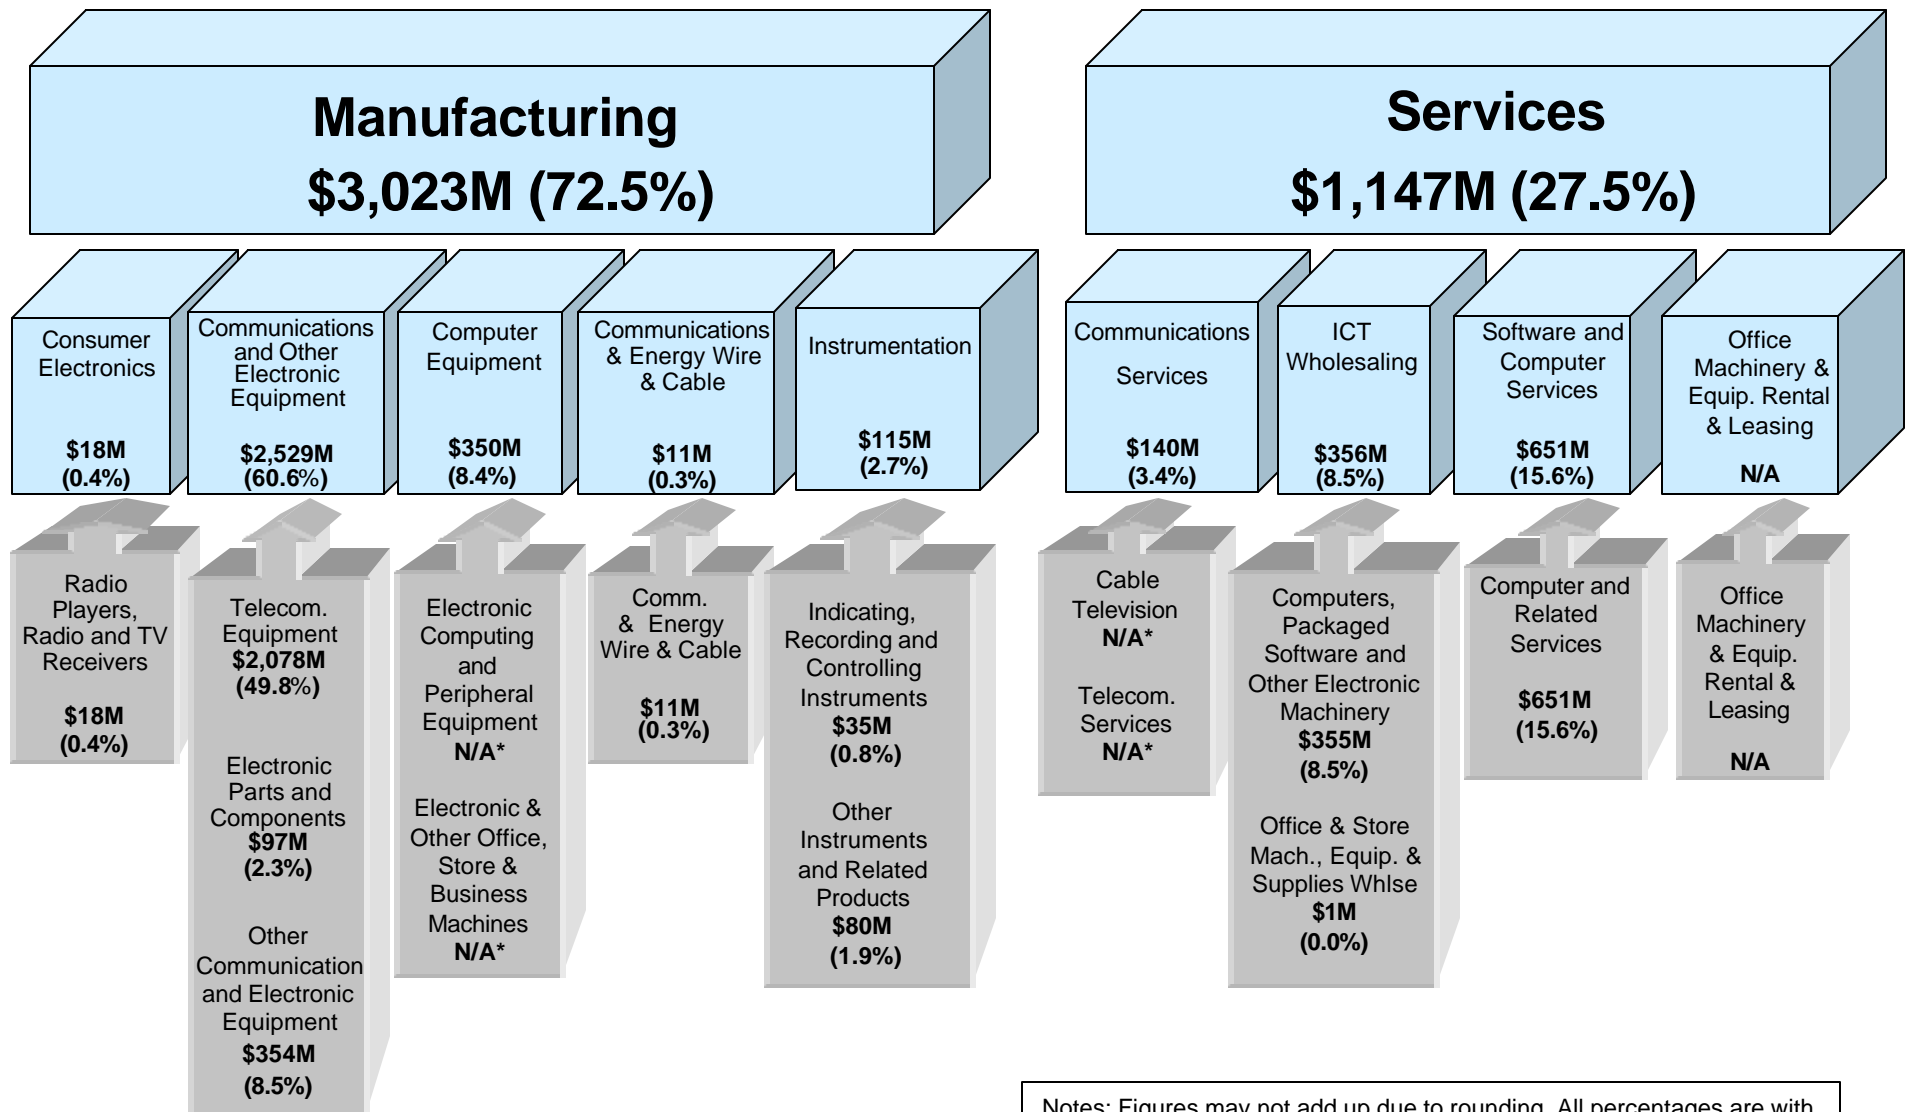 Manufacturing
$3,023M (72.5%)
Services
$1,147M (27.5%)
Consumer
Electronics
$18M
(0.4%)
Communications
and Other
Electronic
Equipment
$2,529M
(60.6%)
Computer
Equipment
$350M
(8.4%)
Communications
& Energy Wire
& Cable
$11M
(0.3%)
Instrumentation
$115M
(2.7%)
Communications
Services
$140M
(3.4%)
ICT
Wholesaling
$356M
(8.5%)
Software and
Computer
Services
$651M
(15.6%)
Office
Machinery &
Equip. Rental
& Leasing
N/A
Radio
Players,
Radio and TV
Receivers
$18M
(0.4%)
Telecom.
Equipment
$2,078M
(49.8%)
Electronic
Parts and
Components
$97M
(2.3%)
Other
Communication
and Electronic
Equipment
$354M
(8.5%)
Electronic
Computing
and
Peripheral
Equipment
N/A*
Electronic &
Other Office,
Store &
Business
Machines
N/A*
Comm.
& Energy
Wire & Cable
$11M
(0.3%)
Indicating,
Recording and
Controlling
Instruments
$35M
(0.8%)
Other
Instruments
and Related
Products
$80M
(1.9%)
Cable
Television
N/A*
Telecom.
Services
N/A*
Computers,
Packaged
Software and
Other Electronic
Machinery
$355M
(8.5%)
Office & Store
Mach., Equip. &
Supplies Whlse
$1M
(0.0%)
Computer and
Related
Services
$651M
(15.6%)
Office
Machinery
& Equip.
Rental &
Leasing
N/A
Notes: Figures may not add up due to rounding. All percentages are with